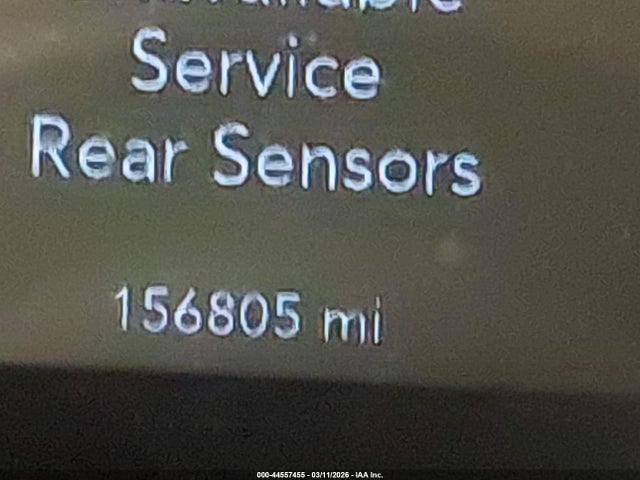 Service
Rear Sensors
156805 mi
000-44557455 - 03/11/2026 - IAA Inc.